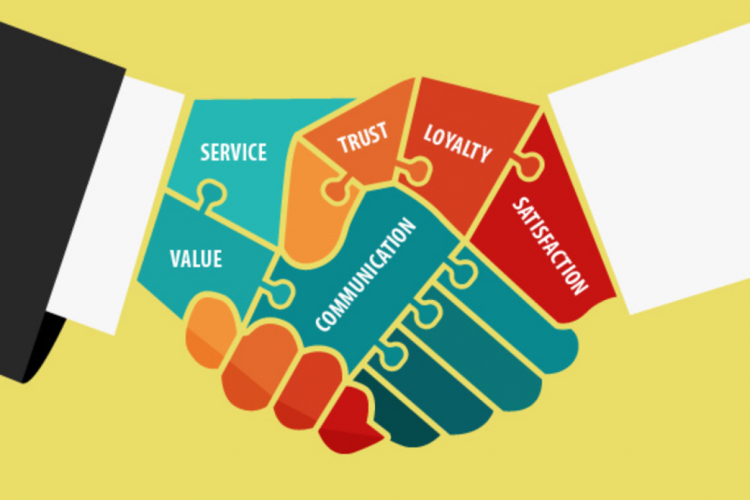 SERVICE
TRUST
LOYALTY
VALUE
COMMUNICATION
SATISFACTION